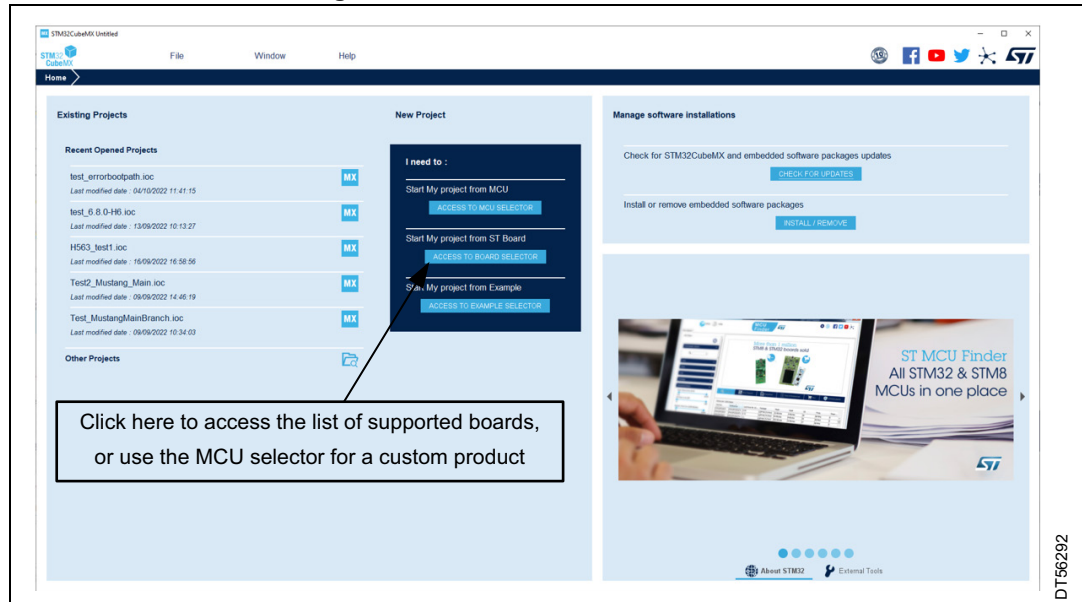 STM32CubeMX Untitled
STM32
CubeMX
File
Window
Help
Home
Existing Projects
Recent Opened Projects
test_errorbootpath.ioc
MX
Last modified date : 04/10/2022 11:41:15
test_6.8.0-H6.ioc
MX
Last modified date : 13/09/2022 10:13:27
H563_test1.ioc
MX
Last modified date : 16/09/2022 16:58:56
Test2_Mustang_Main.ioc
MX
Last modified date : 09/09/2022 14:46:19
Test_MustangMainBranch.ioc
MX
Last modified date : 09/09/2022 10:34:03
Other Projects
New Project
I need to :
Start My project from MCU
ACCESS TO MCU SELECTOR
Start My project from ST Board
ACCESS TO BOARD SELECTOR
Start My project from Example
ACCESS TO EXAMPLE SELECTOR
Click here to access the list of supported boards,
or use the MCU selector for a custom product
Manage software installations
Check for STM32CubeMX and embedded software packages updates
CHECK FOR UPDATES
Install or remove embedded software packages
INSTALL / REMOVE
ST MCU Finder
All STM32 & STM8
MCUs in one place
About STM32
External Tools
DT56292